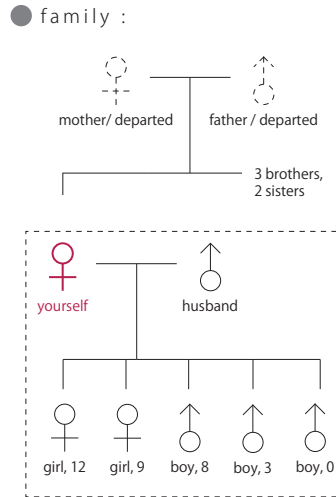 family :
mother/ departed
father / departed
3 brothers,
2 sisters
yourself
husband
girl, 12
girl, 9
boy, 8
boy, 3
boy, 0